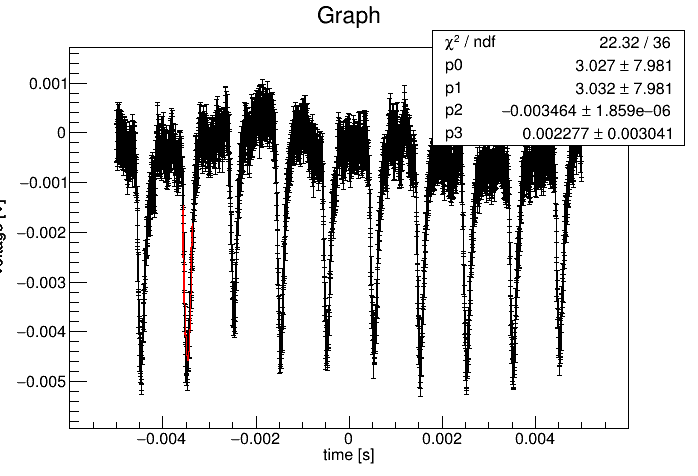 Graph
χ² / ndf 22.32 / 36
p0 3.027 ± 7.981
p1 3.032 ± 7.981
p2 −0.003464 ± 1.859e−06
p3 0.002277 ± 0.003041
0.001
0
−0.001
−0.002
−0.003
−0.004
−0.005
−0.004 −0.002 0 0.002 0.004
time [s]